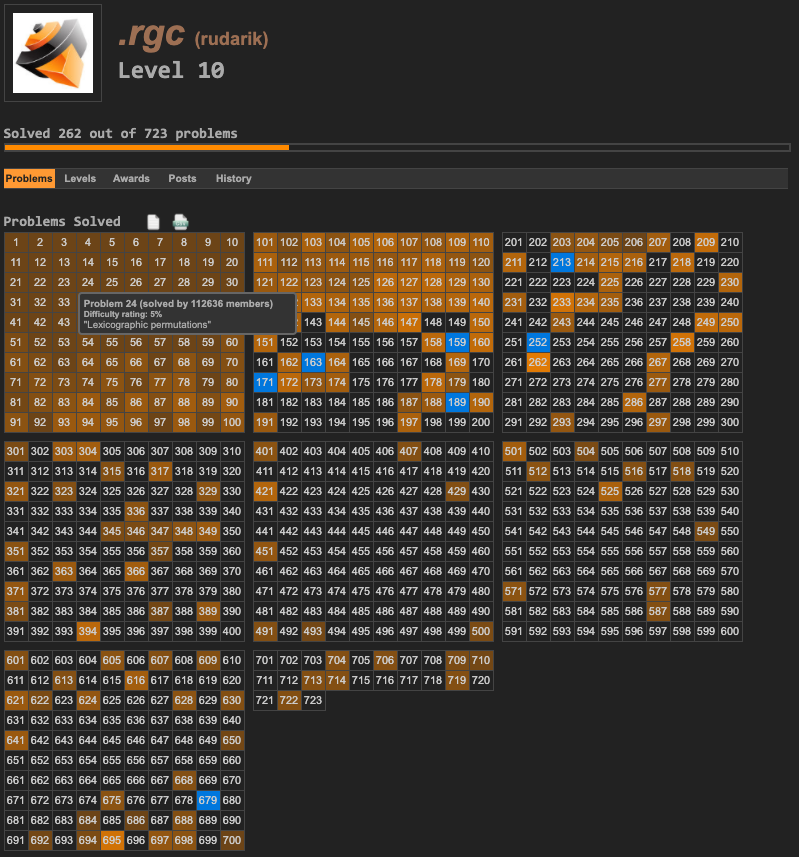 .rgc (rudarik)
Level 10
Solved 262 out of 723 problems
Problems Levels Awards Posts History
Problems Solved
1 2 3 4 5 6 7 8 9 10
11 12 13 14 15 16 17 18 19 20
21 22 23 24 25 26 27 28 29 30
31 32 33
Problem 24 (solved by 112636 members)
Difficulty rating: 5%
"Lexicographic permutations"
41 42 43
51 52 53 54 55 56 57 58 59 60
61 62 63 64 65 66 67 68 69 70
71 72 73 74 75 76 77 78 79 80
81 82 83 84 85 86 87 88 89 90
91 92 93 94 95 96 97 98 99 100
101 102 103 104 105 106 107 108 109 110
111 112 113 114 115 116 117 118 119 120
121 122 123 124 125 126 127 128 129 130
133 134 135 136 137 138 139 140
143 144 145 146 147 148 149 150
151 152 153 154 155 156 157 158 159 160
161 162 163 164 165 166 167 168 169 170
171 172 173 174 175 176 177 178 179 180
181 182 183 184 185 186 187 188 189 190
191 192 193 194 195 196 197 198 199 200
201 202 203 204 205 206 207 208 209 210
211 212 213 214 215 216 217 218 219 220
221 222 223 224 225 226 227 228 229 230
231 232 233 234 235 236 237 238 239 240
241 242 243 244 245 246 247 248 249 250
251 252 253 254 255 256 257 258 259 260
261 262 263 264 265 266 267 268 269 270
271 272 273 274 275 276 277 278 279 280
281 282 283 284 285 286 287 288 289 290
291 292 293 294 295 296 297 298 299 300
301 302 303 304 305 306 307 308 309 310
311 312 313 314 315 316 317 318 319 320
321 322 323 324 325 326 327 328 329 330
331 332 333 334 335 336 337 338 339 340
341 342 343 344 345 346 347 348 349 350
351 352 353 354 355 356 357 358 359 360
361 362 363 364 365 366 367 368 369 370
371 372 373 374 375 376 377 378 379 380
381 382 383 384 385 386 387 388 389 390
391 392 393 394 395 396 397 398 399 400
401 402 403 404 405 406 407 408 409 410
411 412 413 414 415 416 417 418 419 420
421 422 423 424 425 426 427 428 429 430
431 432 433 434 435 436 437 438 439 440
441 442 443 444 445 446 447 448 449 450
451 452 453 454 455 456 457 458 459 460
461 462 463 464 465 466 467 468 469 470
471 472 473 474 475 476 477 478 479 480
481 482 483 484 485 486 487 488 489 490
491 492 493 494 495 496 497 498 499 500
501 502 503 504 505 506 507 508 509 510
511 512 513 514 515 516 517 518 519 520
521 522 523 524 525 526 527 528 529 530
531 532 533 534 535 536 537 538 539 540
541 542 543 544 545 546 547 548 549 550
551 552 553 554 555 556 557 558 559 560
561 562 563 564 565 566 567 568 569 570
571 572 573 574 575 576 577 578 579 580
581 582 583 584 585 586 587 588 589 590
591 592 593 594 595 596 597 598 599 600
601 602 603 604 605 606 607 608 609 610
611 612 613 614 615 616 617 618 619 620
621 622 623 624 625 626 627 628 629 630
631 632 633 634 635 636 637 638 639 640
641 642 643 644 645 646 647 648 649 650
651 652 653 654 655 656 657 658 659 660
661 662 663 664 665 666 667 668 669 670
671 672 673 674 675 676 677 678 679 680
681 682 683 684 685 686 687 688 689 690
691 692 693 694 695 696 697 698 699 700
701 702 703 704 705 706 707 708 709 710
711 712 713 714 715 716 717 718 719 720
721 722 723